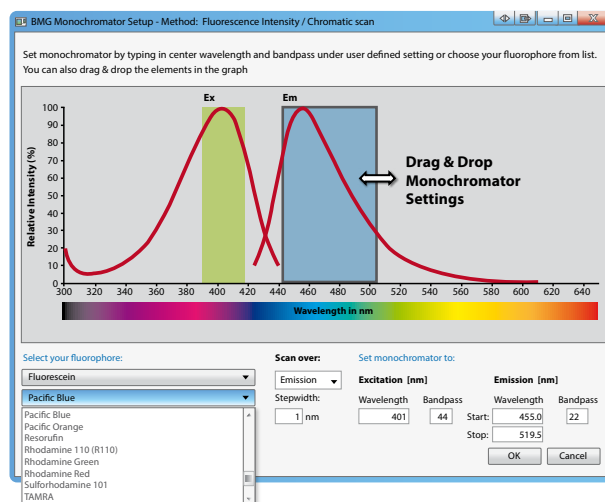 BMG Monochromator Setup - Method: Fluorescence Intensity / Chromatic scan
Set monochromator by typing in center wavelength and bandpass under user defined setting or choose your fluorophore from list.
You can also drag & drop the elements in the graph
Ex Em
100
90
80
70
60
50
40
30
20
10
0
Relative Intensity (%)
Drag & Drop
Monochromator
Settings
300 320 340 360 380 400 420 440 460 480 500 520 540 560 580 600 620 640
Wavelength in nm
Select your fluorophore:
Fluorescein
Pacific Blue
Pacific Blue
Pacific Orange
Resorufin
Rhodamine 110 (R110)
Rhodamine Green
Rhodamine Red
Sulforhodamine 101
TAMRA
Scan over:
Emission
Stepwidth:
1 nm
Set monochromator to:
Excitation [nm] Emission [nm]
Wavelength Bandpass Wavelength Bandpass
401 44 Start: 455.0 22
Stop: 519.5
OK Cancel